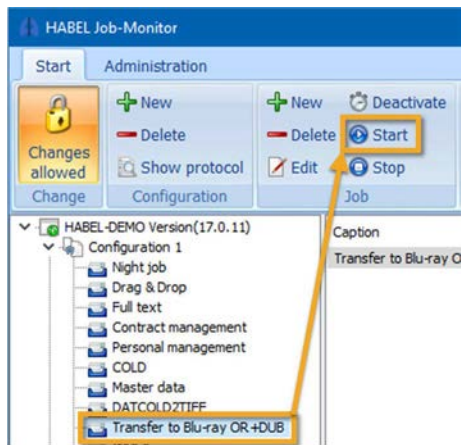 HABEL Job-Monitor
Start Administration
Changes allowed
Change
New
Delete
Show protocol
Configuration
New
Delete
Edit
Deactivate
Start
Stop
Job
HABEL-DEMO Version(17.0.11)
Configuration 1
Night job
Drag & Drop
Full text
Contract management
Personal management
COLD
Master data
DATCOLD2TIFF
Transfer to Blu-ray OR+DUB
Caption
Transfer to Blu-ray O